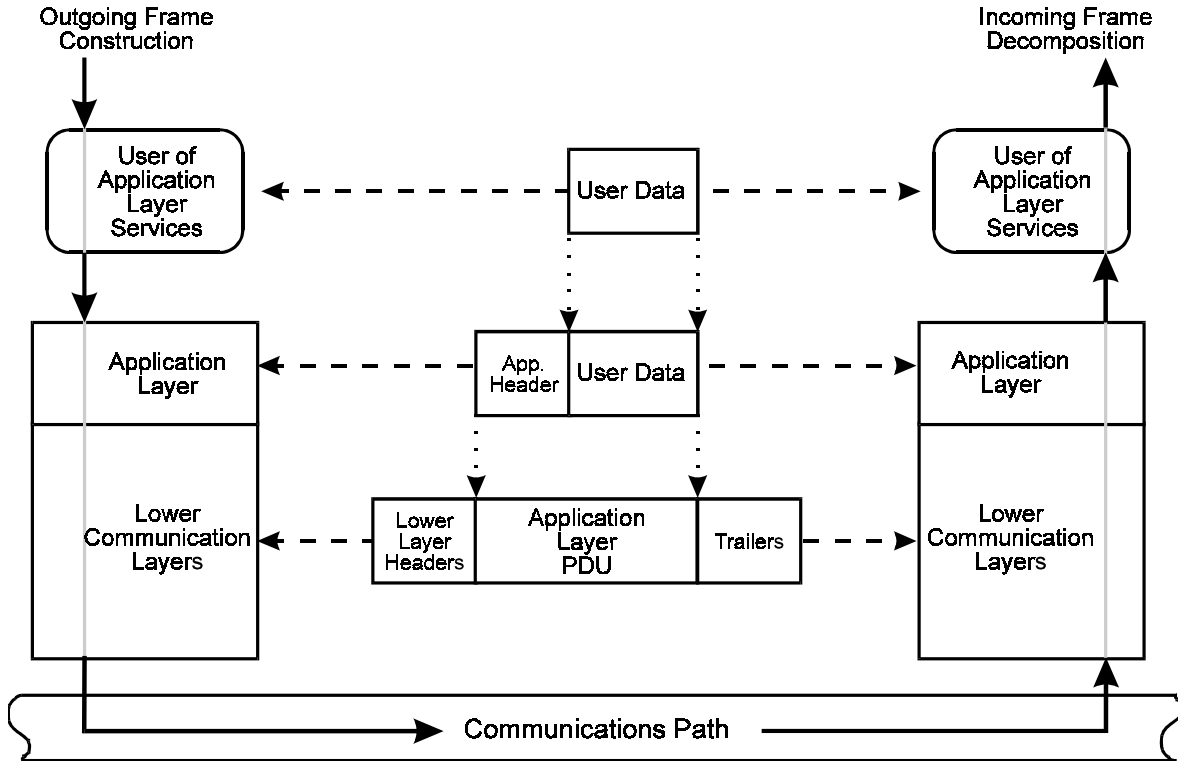 Outgoing Frame
Construction
Incoming Frame
Decomposition
User of
Application
Layer
Services
User Data
User of
Application
Layer
Services
Application
Layer
App.
Header
User Data
Application
Layer
Lower
Communication
Layers
Lower
Layer
Headers
Application
Layer
PDU
Trailers
Lower
Communication
Layers
Communications Path